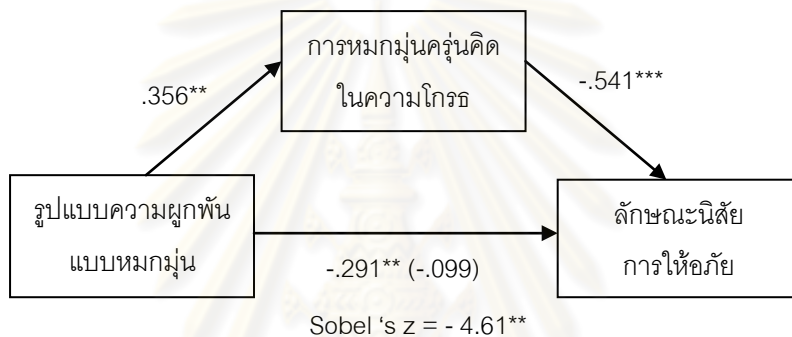 การหมกมุ่นครุ่นคิด
ในความโกรธ
.356**
-.541***
รูปแบบความผูกพัน
แบบหมกมุ่น
ลักษณะนิสัย
การให้อภัย
-.291** (-.099)
Sobel ‘s z = - 4.61**